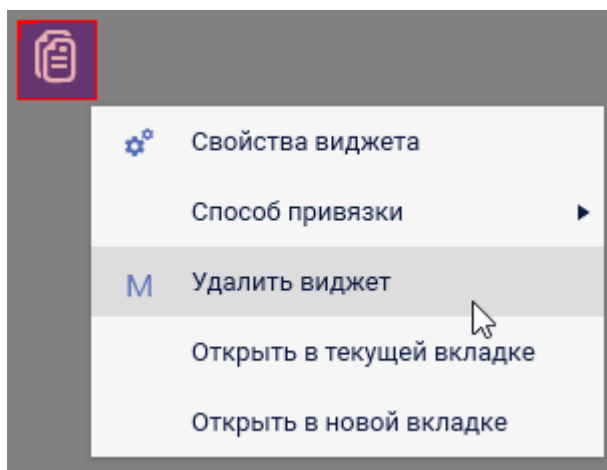 Свойства виджета
Способ привязки
M Удалить виджет
Открыть в текущей вкладке
Открыть в новой вкладке